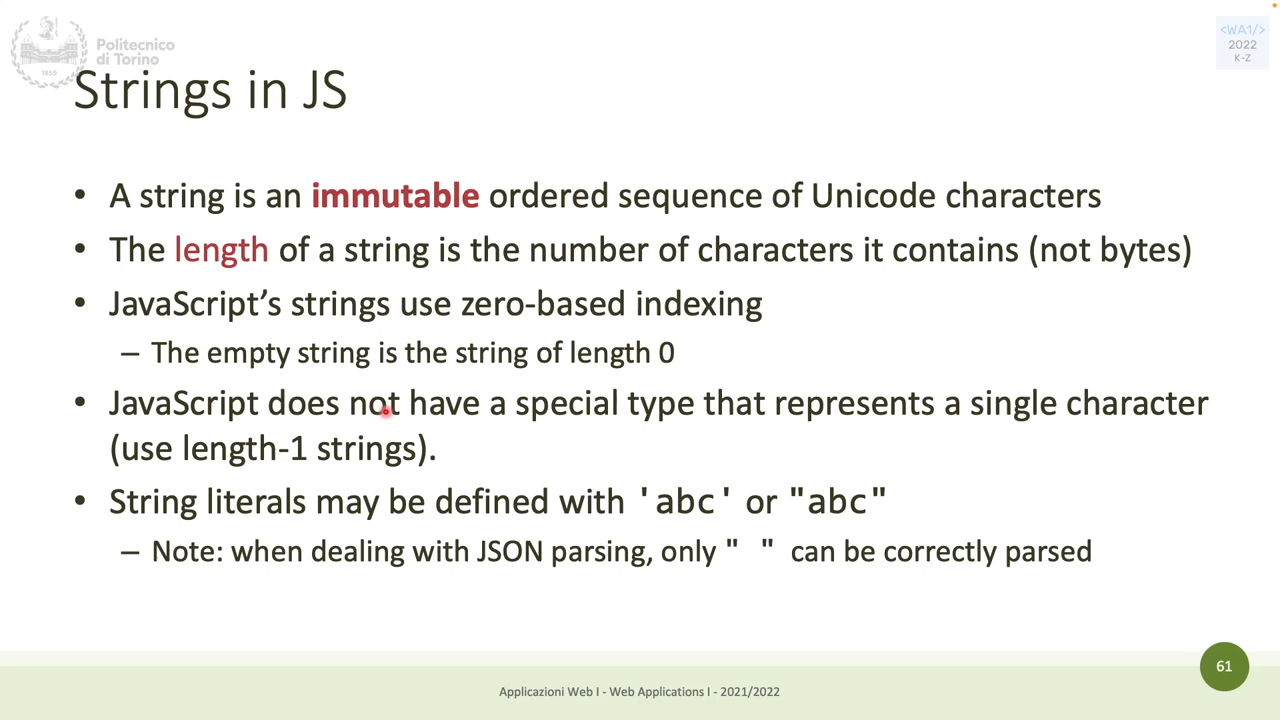 Politecnico
di Torino
1859
<WA1/>
2022
K-Z
Strings in JS
• A string is an immutable ordered sequence of Unicode characters
• The length of a string is the number of characters it contains (not bytes)
• JavaScript’s strings use zero-based indexing
– The empty string is the string of length 0
• JavaScript does not have a special type that represents a single character
(use length-1 strings).
• String literals may be defined with 'abc' or "abc"
– Note: when dealing with JSON parsing, only " " can be correctly parsed
61
Applicazioni Web I - Web Applications I - 2021/2022